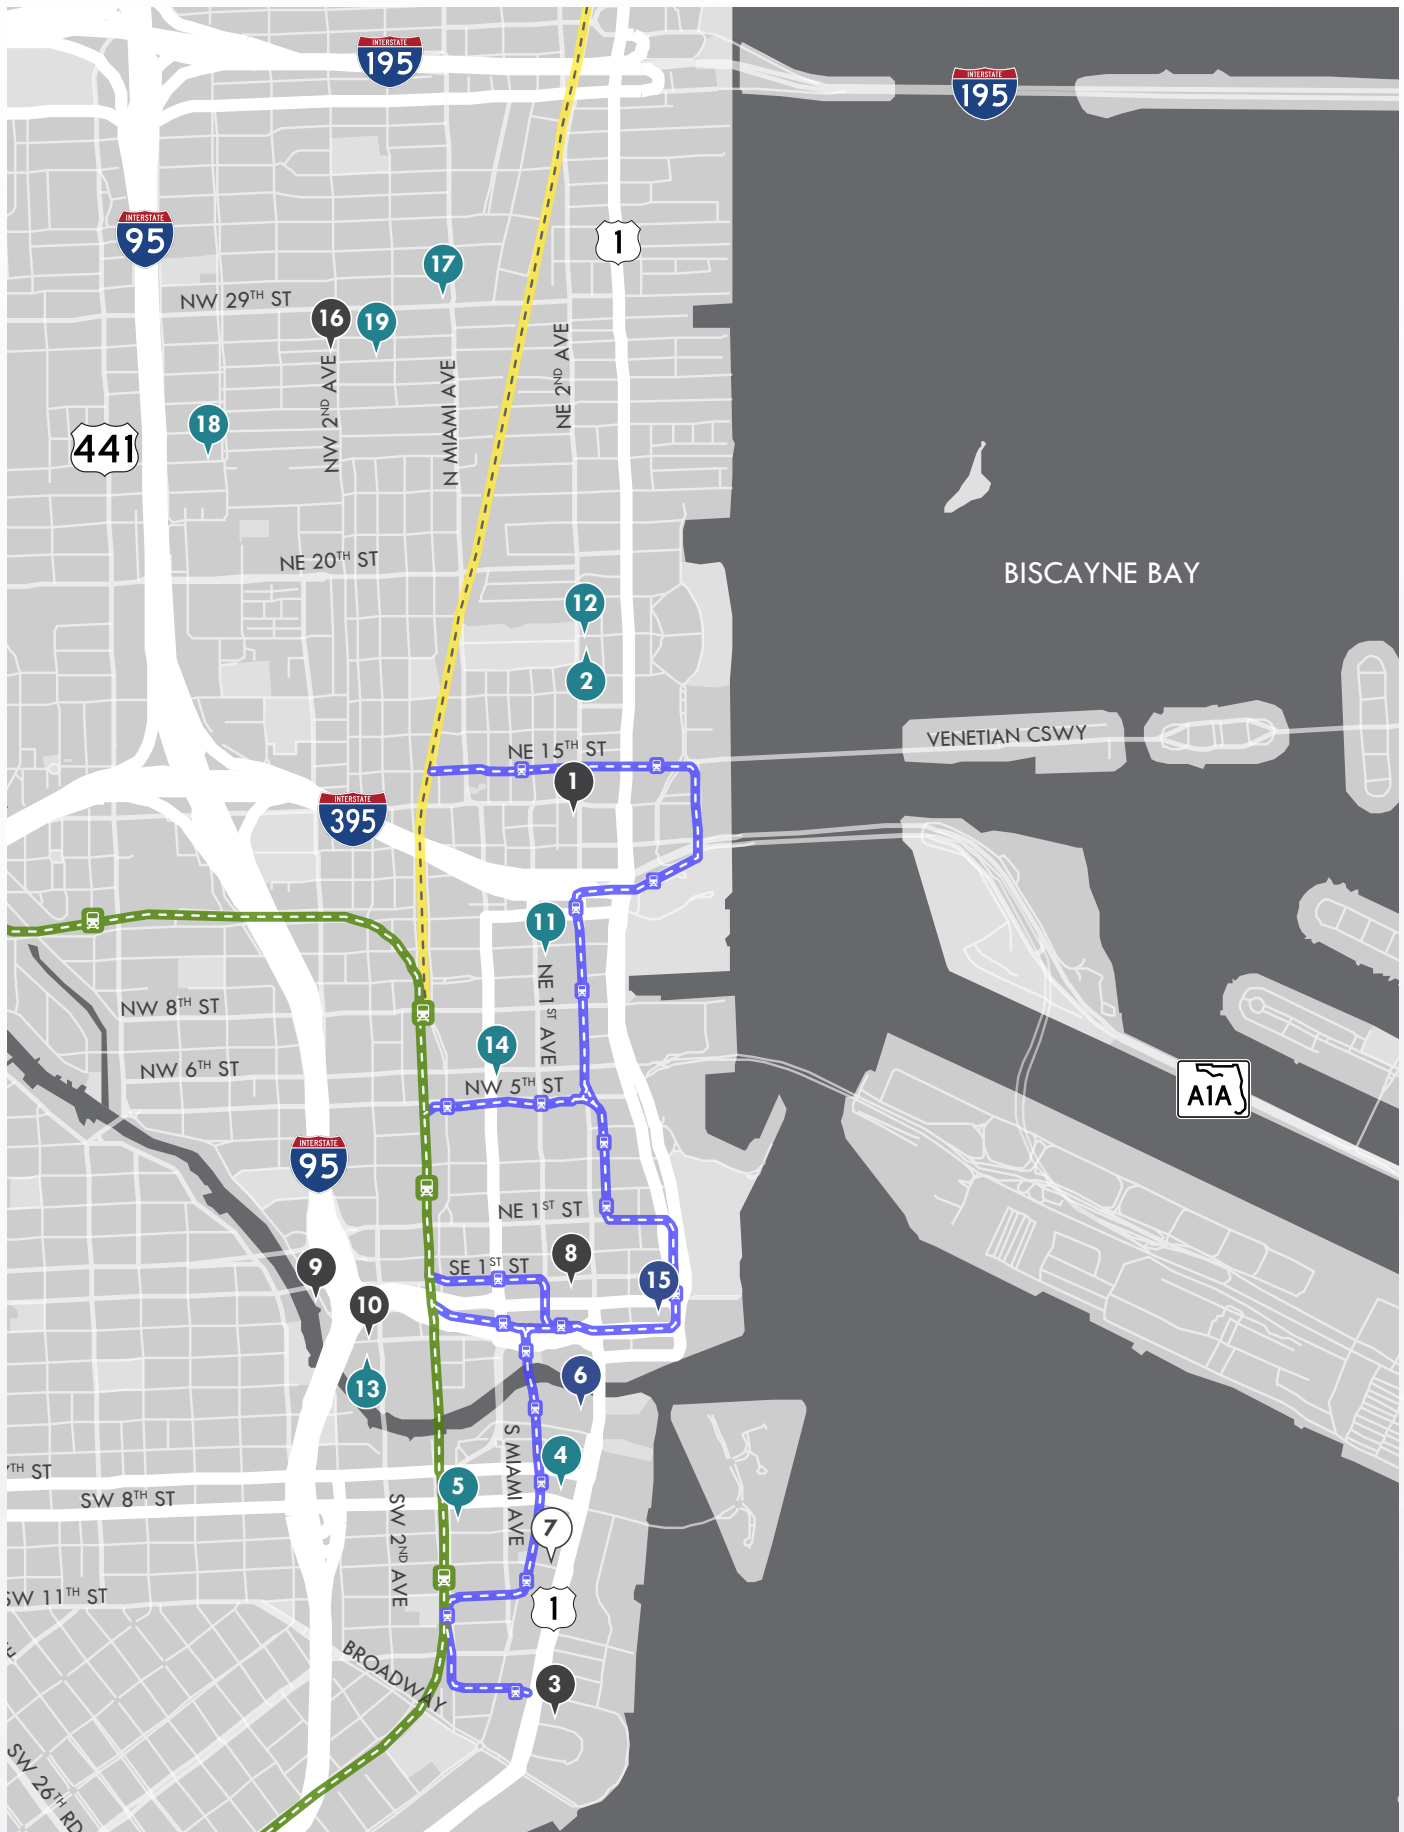 INTERSTATE
195
INTERSTATE
195
INTERSTATE
95
1
17
NW 29TH ST
16
19
NW 2ND AVE
N MIAMI AVE
NE 2ND AVE
18
441
NE 20TH ST
BISCAYNE BAY
12
2
VENETIAN CSWY
NE 15TH ST
1
INTERSTATE
395
11
NE 1ST AVE
NW 8TH ST
14
NW 6TH ST
NW 5TH ST
A1A
INTERSTATE
95
NE 1ST ST
8
SE 1ST ST
9
15
10
6
13
S MIAMI AVE
4
7TH ST
5
SW 8TH ST
SW 2ND AVE
7
SW 11TH ST
1
BROADWAY
3
SW 26TH RD